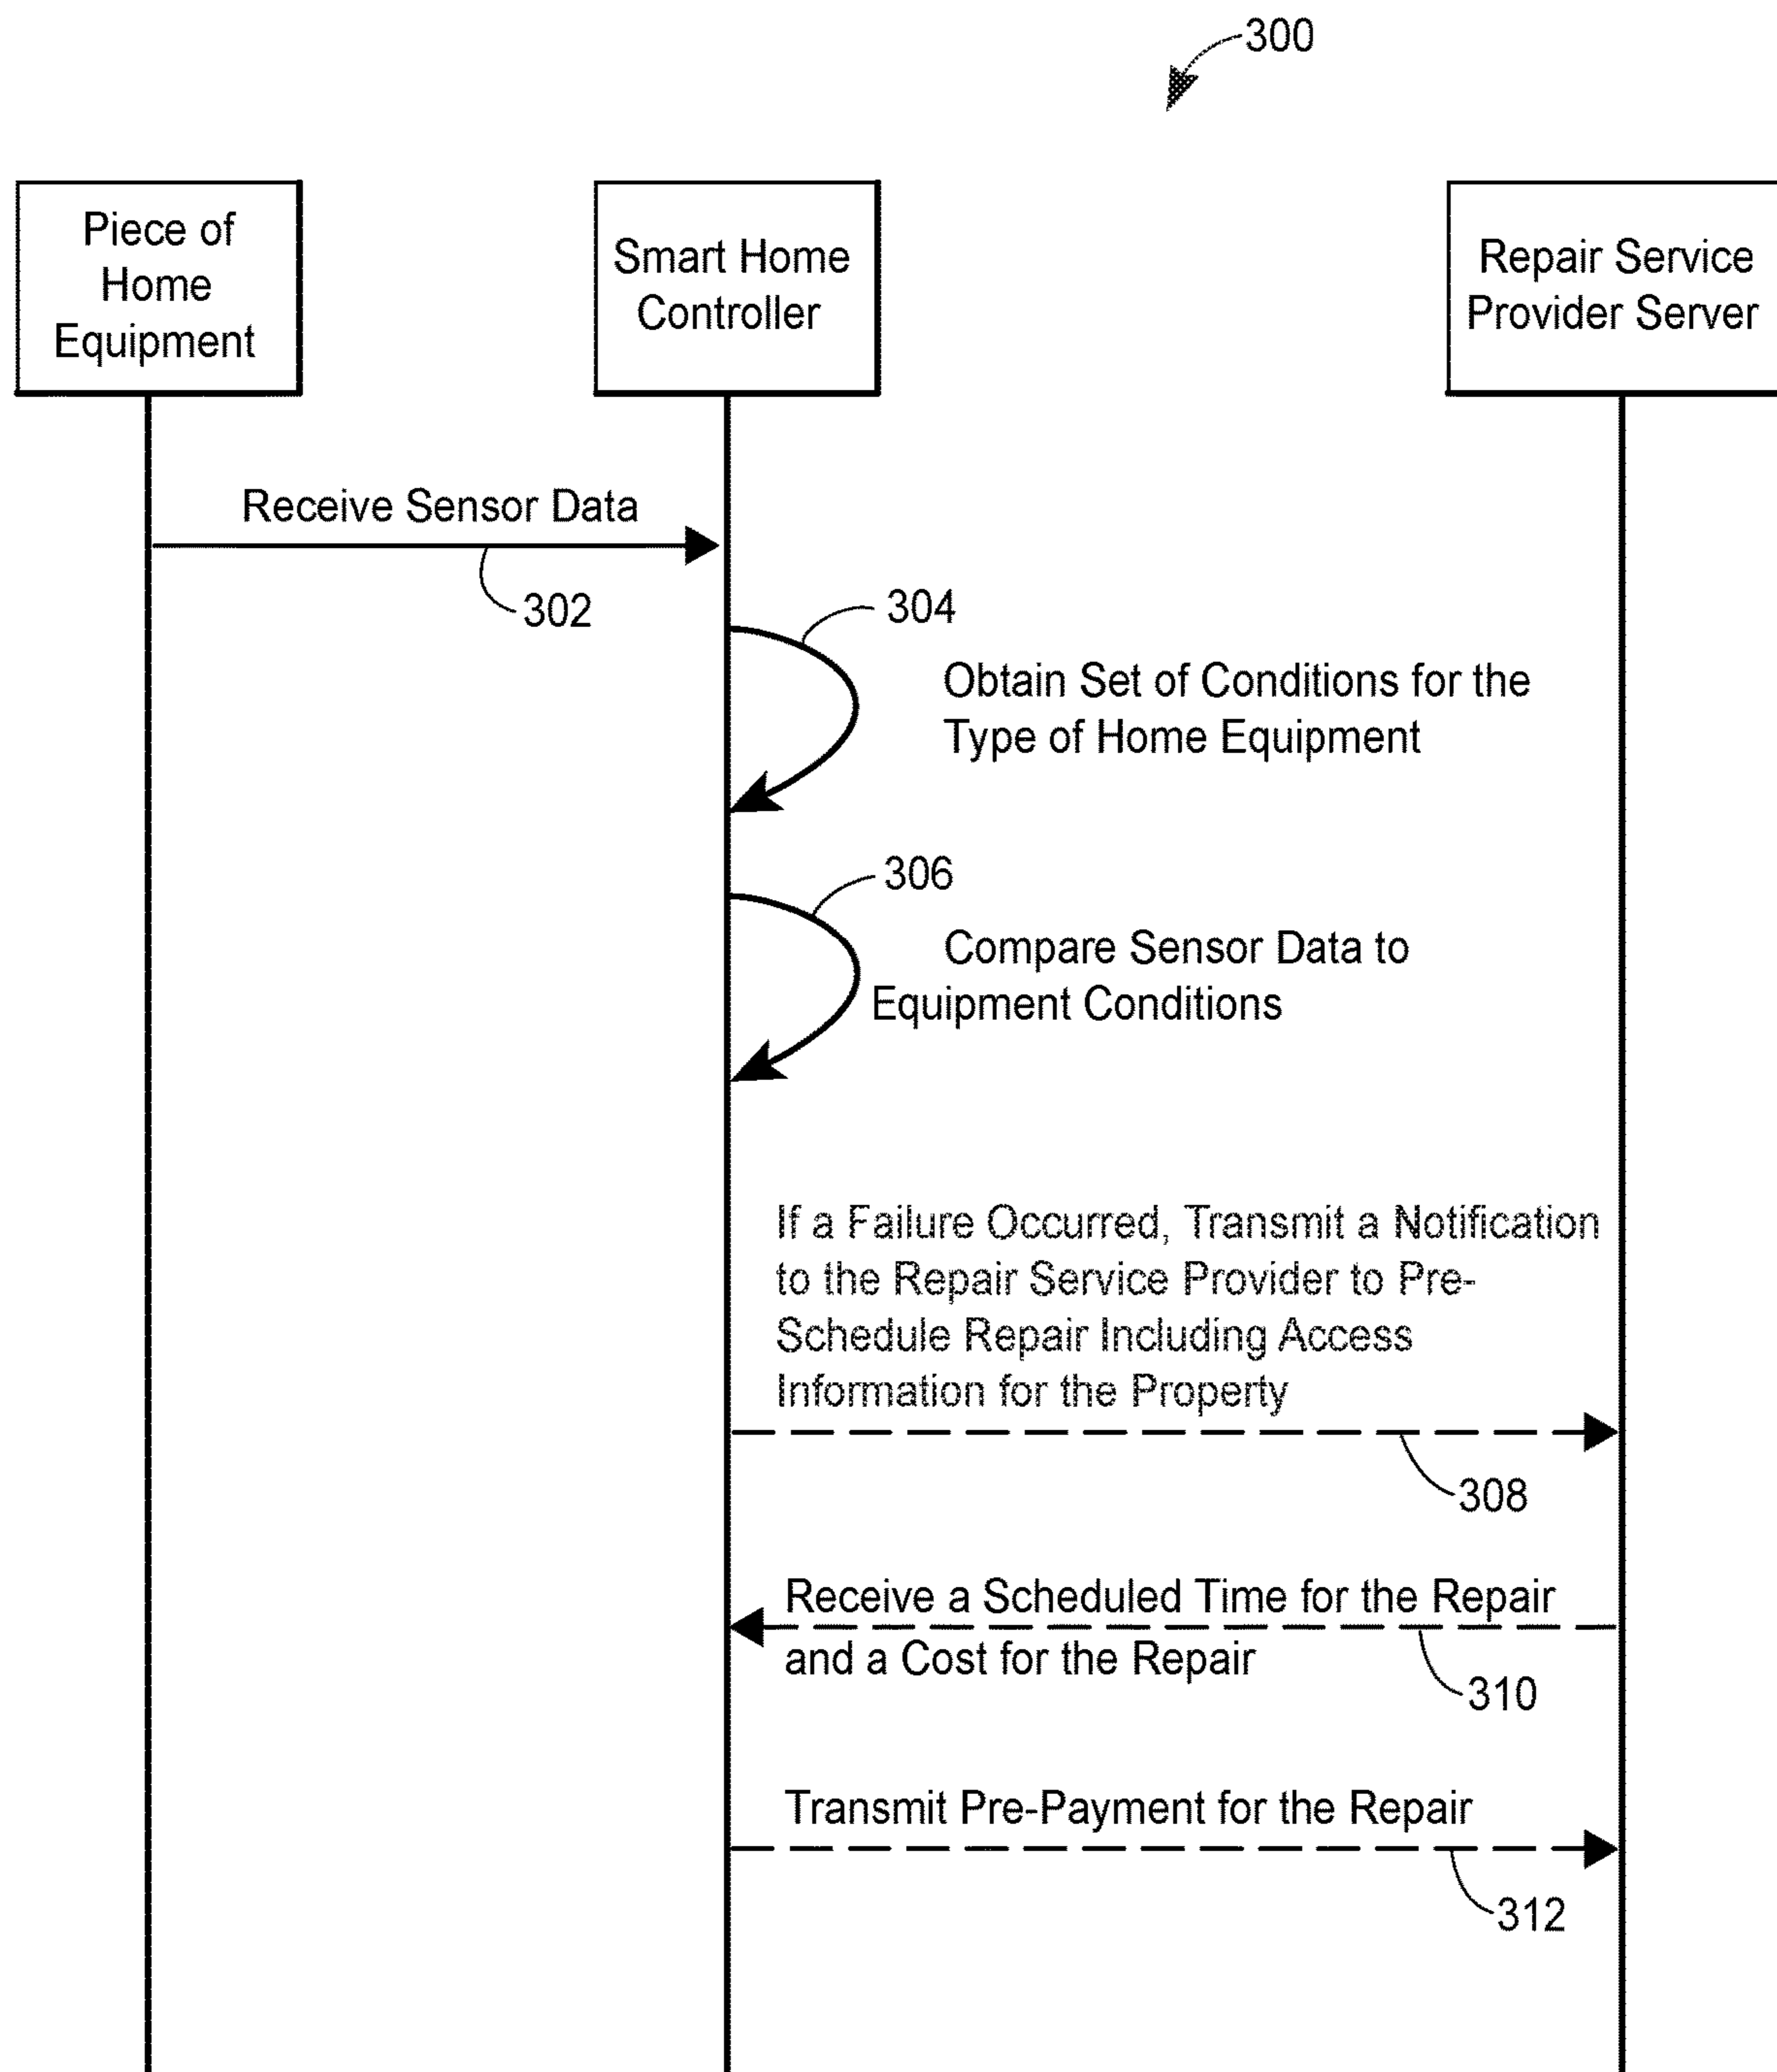 300
Piece of
Home
Equipment
Smart Home
Controller
Repair Service
Provider Server
Receive Sensor Data
302
304
Obtain Set of Conditions for the
Type of Home Equipment
306
Compare Sensor Data to
Equipment Conditions
If a Failure Occurred, Transmit a Notification
to the Repair Service Provider to Pre-
Schedule Repair Including Access
Information for the Property
308
Receive a Scheduled Time for the Repair
and a Cost for the Repair
310
Transmit Pre-Payment for the Repair
312